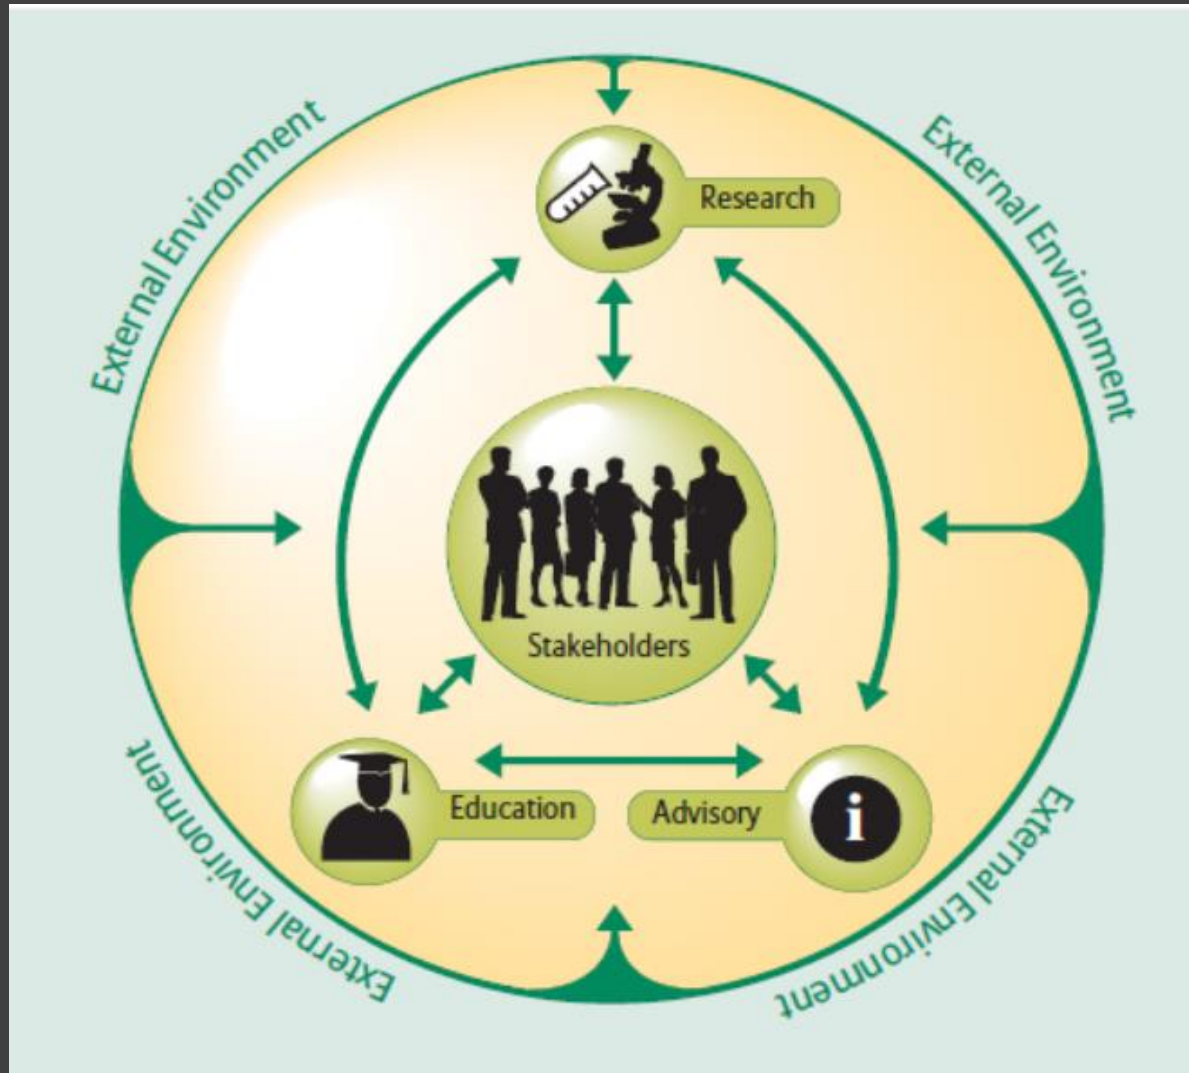 External Environment
External Environment
Research
Stakeholders
Education
Advisory
i
External Environment
External Environment